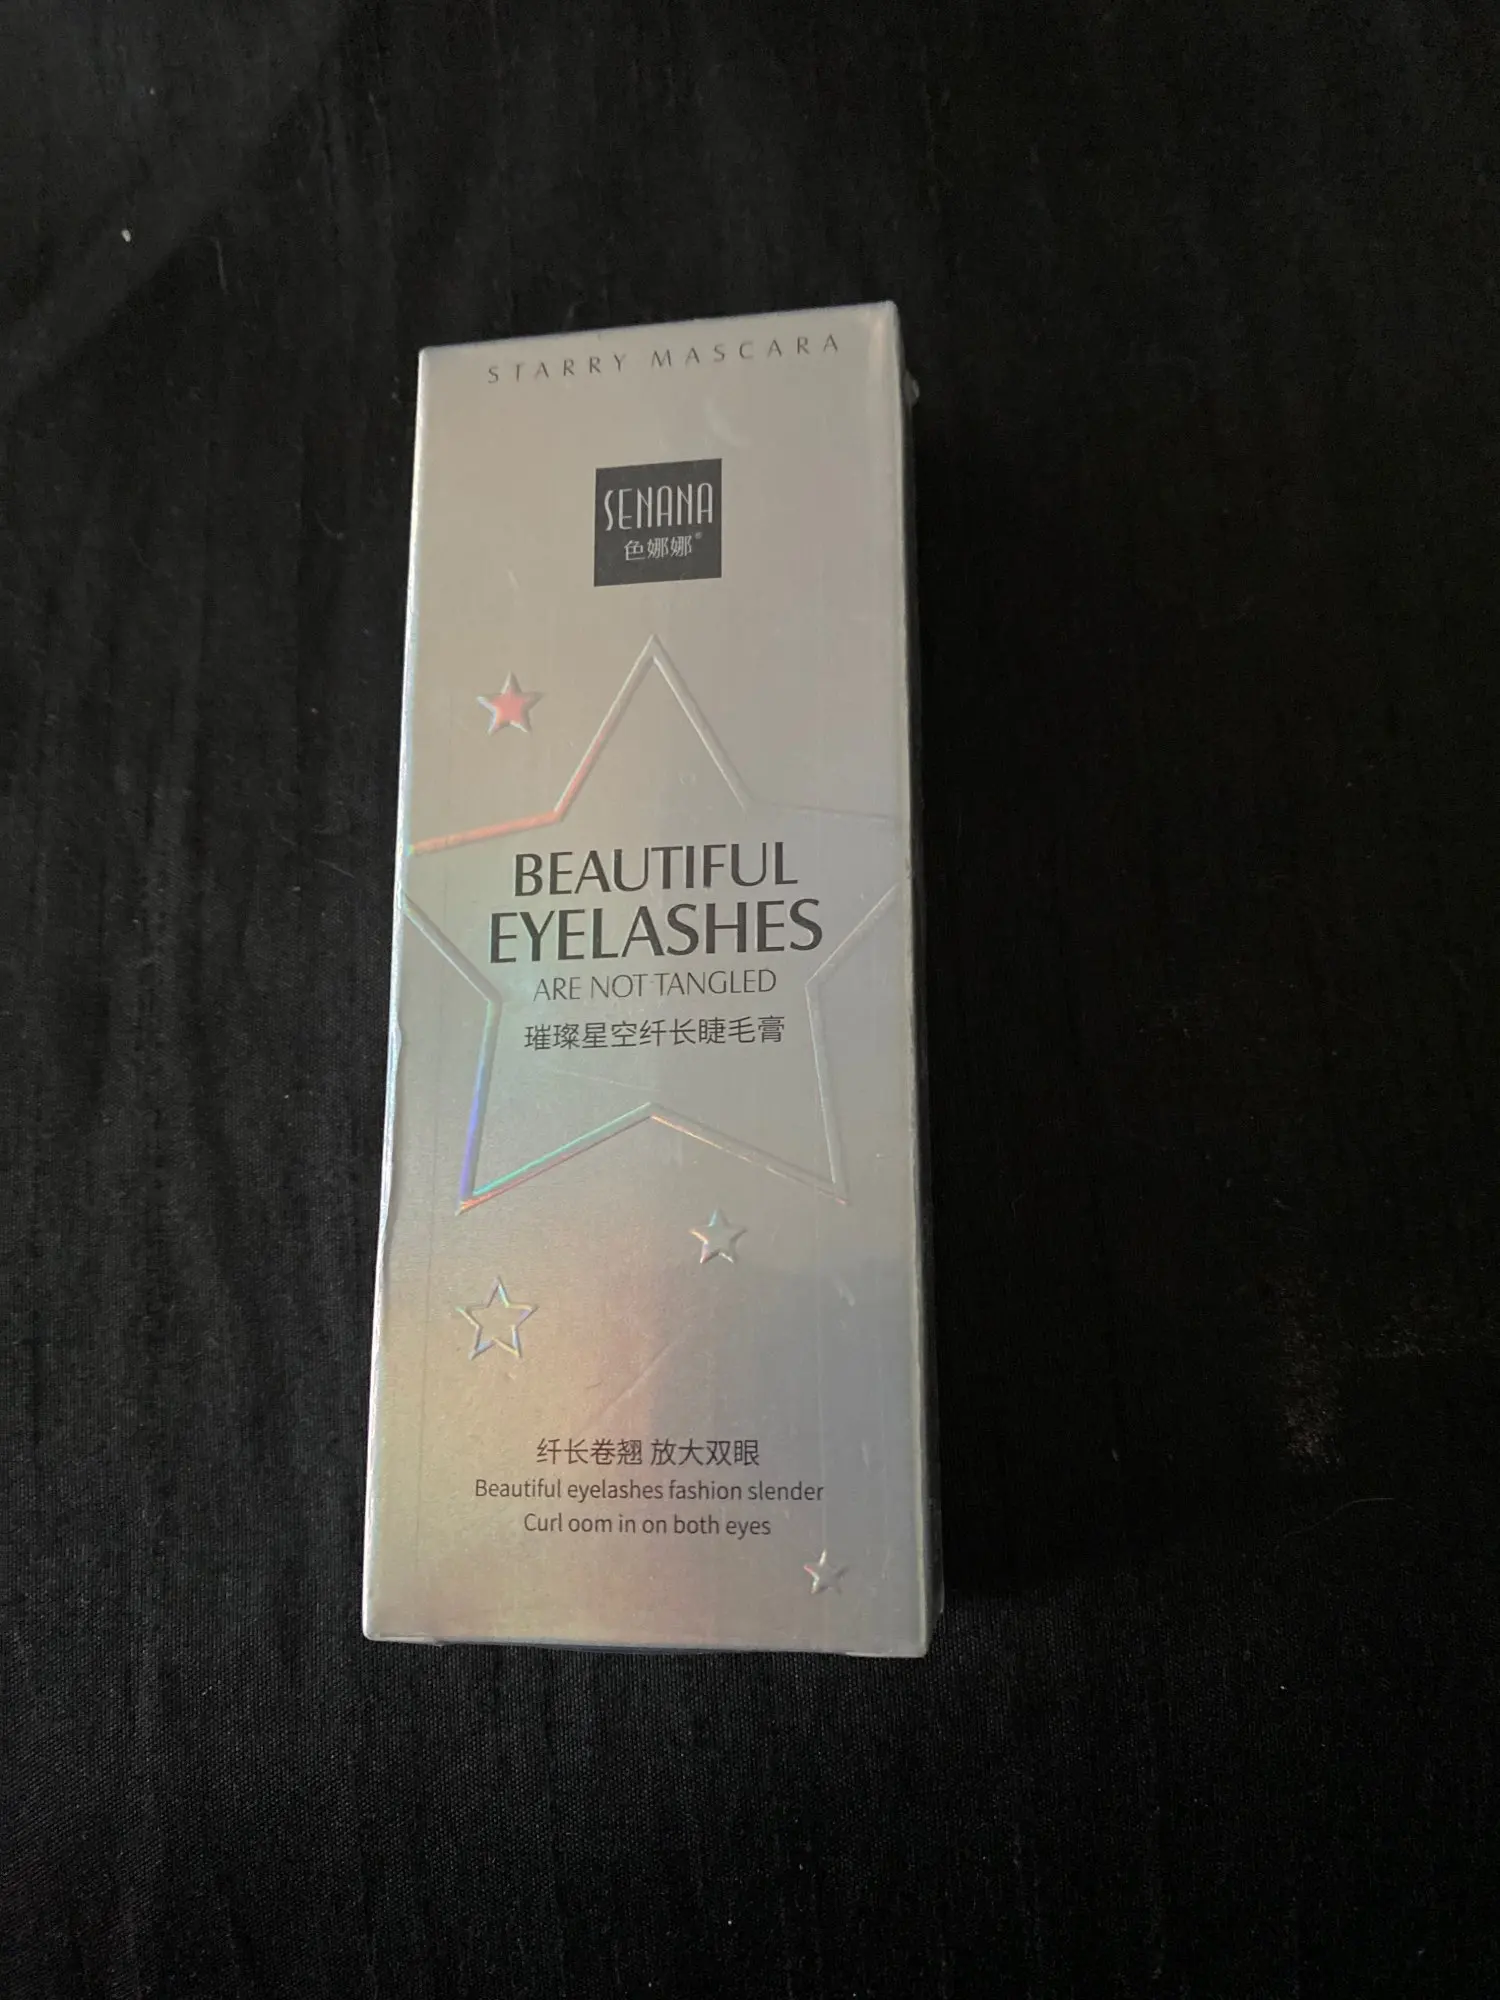 STARRY MASCARA
SENANA
色娜娜®
BEAUTIFUL
EYELASHES
ARE NOT TANGLED
璀璨星空纤长睫毛膏
纤长卷翘 放大双眼
Beautiful eyelashes fashion slender
Curl oom in on both eyes